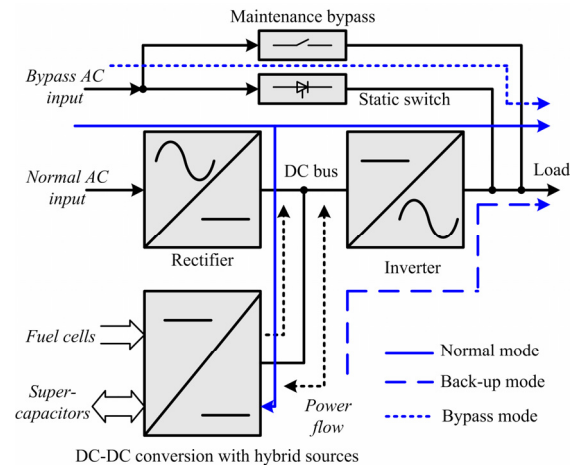 Maintenance bypass
Bypass AC
input
Static switch
Normal AC
input
DC bus
Load
Rectifier
Inverter
Fuel cells
Super-
capacitors
Power
flow
Normal mode
Back-up mode
Bypass mode
DC-DC conversion with hybrid sources